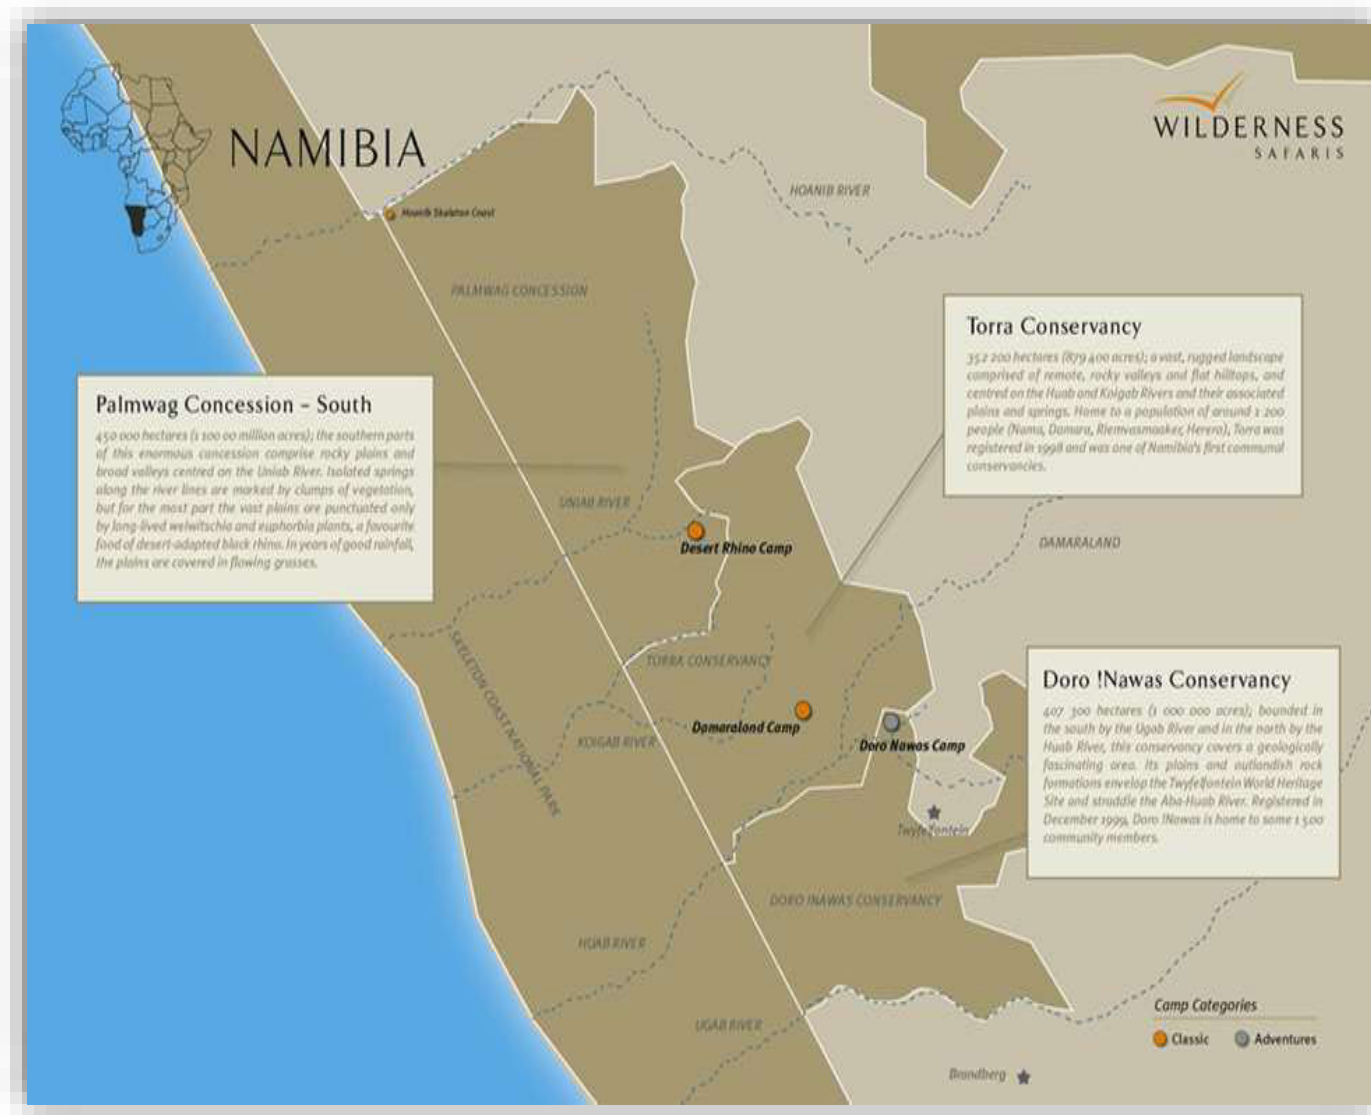 NAMIBIA
WILDERNESS
SAFARIS
HOANIB RIVER
Hoanib Skeleton Coast
PALMWAG CONCESSION
Torra Conservancy
352 200 hectares (879 400 acres); a vast, rugged landscape
comprised of remote, rocky valleys and flat hilltops, and
centred on the Huab and Koigab Rivers and their associated
plains and springs. Home to a population of around 1 200
people (Nama, Damara, Riemvasmaaker, Herero), Torra was
registered in 1998 and was one of Namibia's first communal
conservancies.
Palmwag Concession – South
450 000 hectares (1 100 00 million acres); the southern parts
of this enormous concession comprise rocky plains and
broad valleys centred on the Uniab River. Isolated springs
along the river lines are marked by clumps of vegetation,
but for the most part the vast plains are punctuated only
by long-lived welwitschia and euphorbia plants, a favourite
food of desert-adapted black rhino. In years of good rainfall,
the plains are covered in flowing grasses.
UNIAB RIVER
Desert Rhino Camp
DAMARALAND
SKELETON COAST NATIONAL PARK
TORRA CONSERVANCY
Doro !Nawas Conservancy
407 300 hectares (1 000 000 acres); bounded in
the south by the Ugab River and in the north by the
Huab River, this conservancy covers a geologically
fascinating area. Its plains and outlandish rock
formations envelop the Twyfelfontein World Heritage
Site and straddle the Aba-Huab River. Registered in
December 1999, Doro !Nawas is home to some 1 500
community members.
Damaraland Camp
KOIGAB RIVER
Doro Nawas Camp
Twyfelfontein
DORO !NAWAS CONSERVANCY
HUAB RIVER
UGAB RIVER
Brandberg
Camp Categories
Classic
Adventures